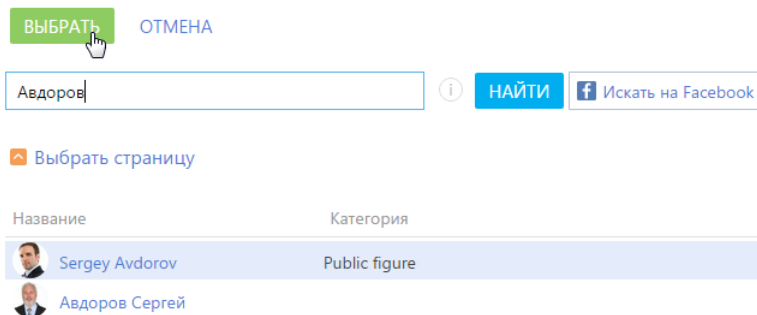 ВЫБРАТЬ ОТМЕНА
Авдоров i НАЙТИ f Искать на Facebook
Выбрать страницу
Название Категория
Sergey Avdorov Public figure
Авдоров Сергей